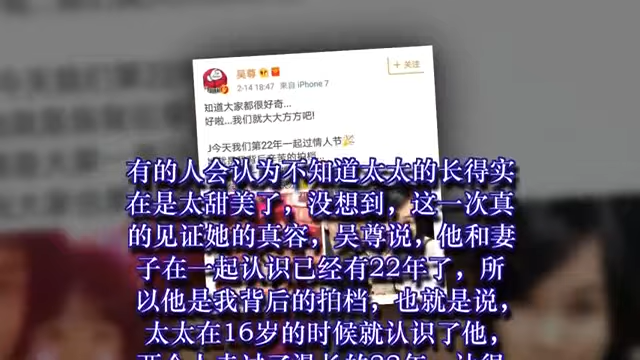 吴尊
+ 关注
2-14 18:47 来自 iPhone 7
知道大家都很好奇...
好啦...我们就大大方方吧!
J今天我们第22年一起过情人节
有的人会认为不知道太太的长得实
在是太甜美了，没想到，这一次真
的见证她的真容，吴尊说，他和妻
子在一起认识已经有22年了，所
以他是我背后的拍档，也就是说，
太太在16岁的时候就认识了他，